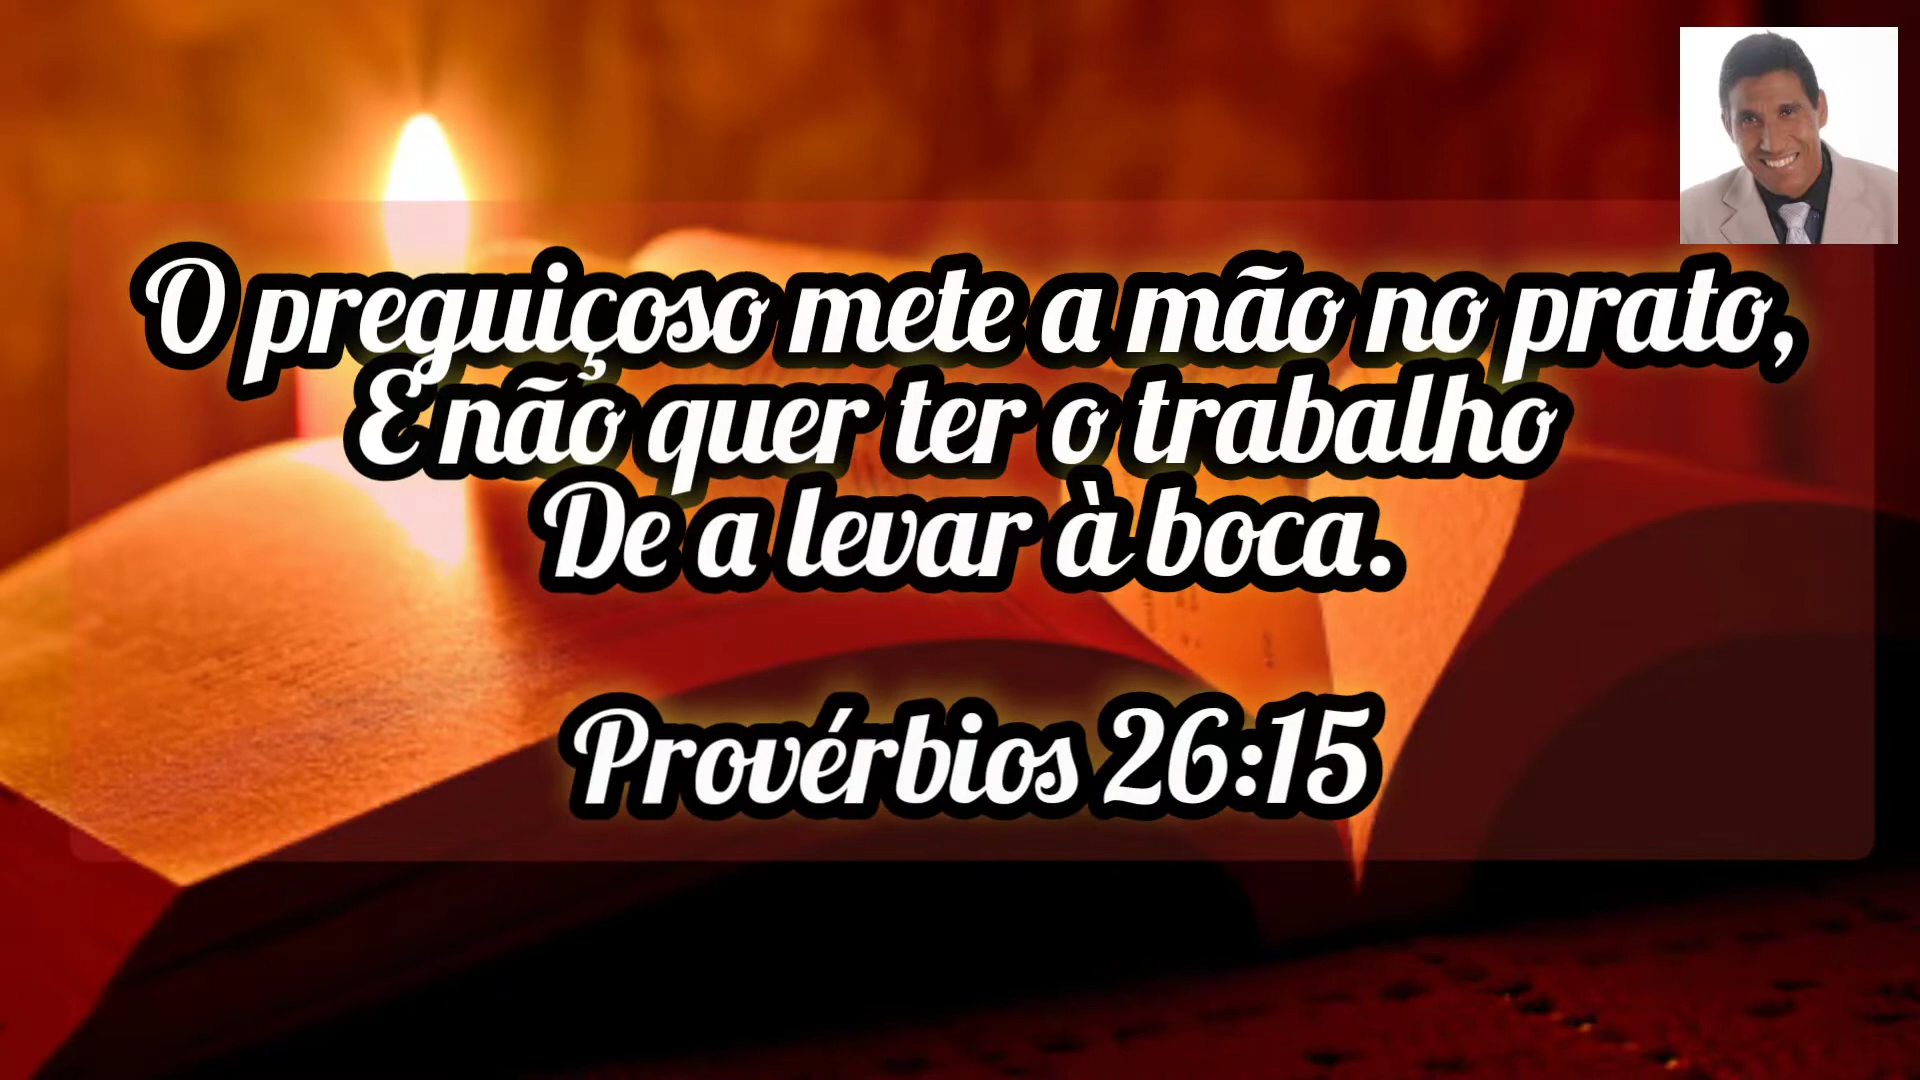 O preguiçoso mete a mão no prato,
E não quer ter o trabalho
De a levar à boca.
Provérbios 26:15